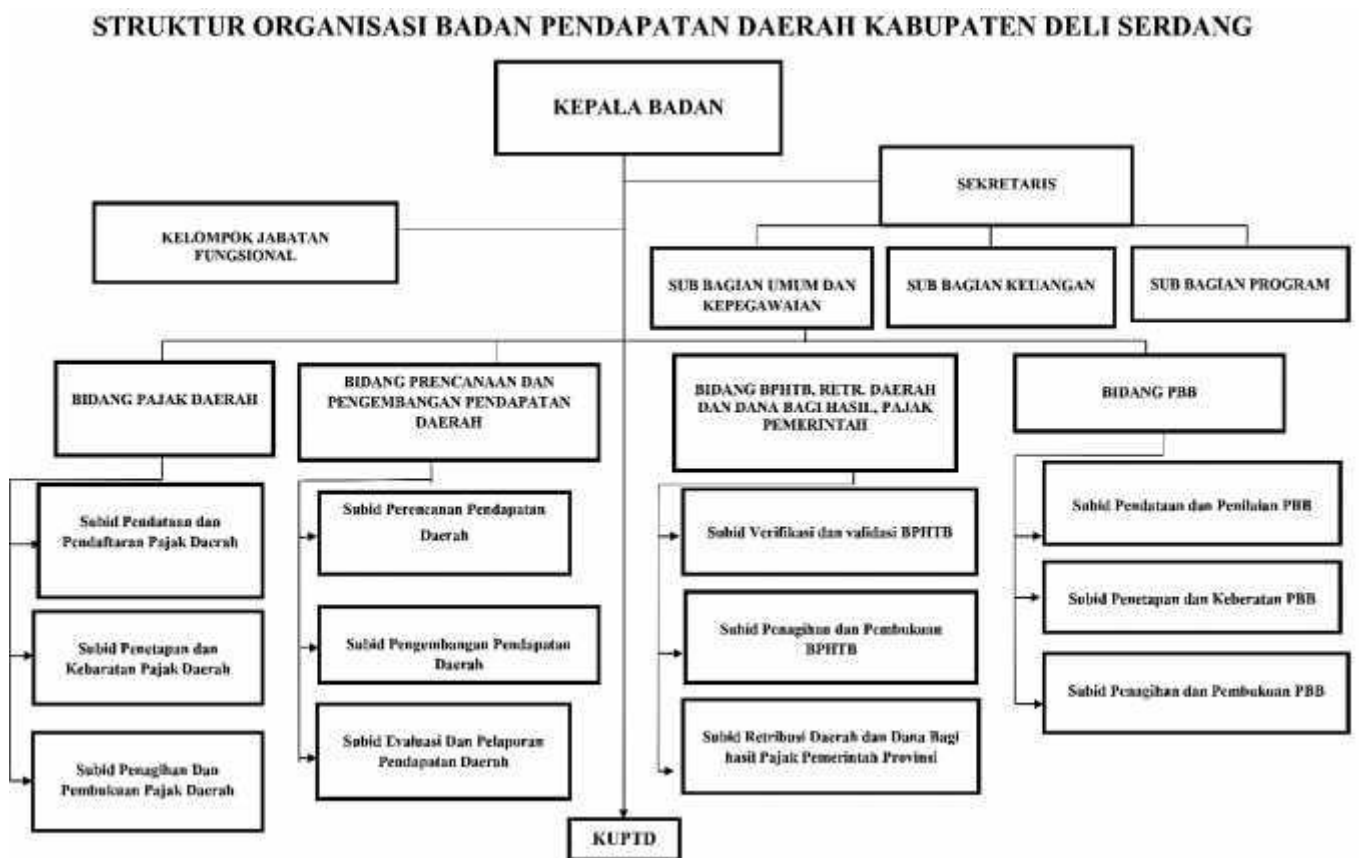 STRUKTUR ORGANISASI BADAN PENDAPATAN DAERAH KABUPATEN DELI SERDANG
KEPALA BADAN
SEKRETARIS
KELOMPOK JABATAN
FUNGSIONAL
SUB BAGIAN UMUM DAN
KEPEGAWAIAN
SUB BAGIAN KEUANGAN
SUB BAGIAN PROGRAM
BIDANG PAJAK DAERAH
BIDANG PRENCANAAN DAN
PENGEMBANGAN PENDAPATAN
DAERAH
BIDANG BPHTB, RETR. DAERAH
DAN DANA BAGI HASIL, PAJAK
PEMERINTAH
BIDANG PBB
Subid Pendataan dan
Pendaftaran Pajak Daerah
Subid Penetapan dan
Kebaratan Pajak Daerah
Subid Penagihan Dan
Pembukuan Pajak Daerah
Subid Perencanan Pendapatan
Daerah
Subid Pengembangan Pendapatan
Daerah
Subid Evaluasi Dan Pelapuran
Pendapatan Daerah
Subid Verifikasi dan validasi BPHTB
Subid Penagihan dan Pembukuan
BPHTB
Subid Retribusi Daerah dan Dana Bagi
hasil Pajak Pemerintah Provinsi
Subid Pendataan dan Penilaian PBB
Subid Penetapan dan Keberatan PBB
Subid Penagihan dan Pembukuan PBB
KUPTD